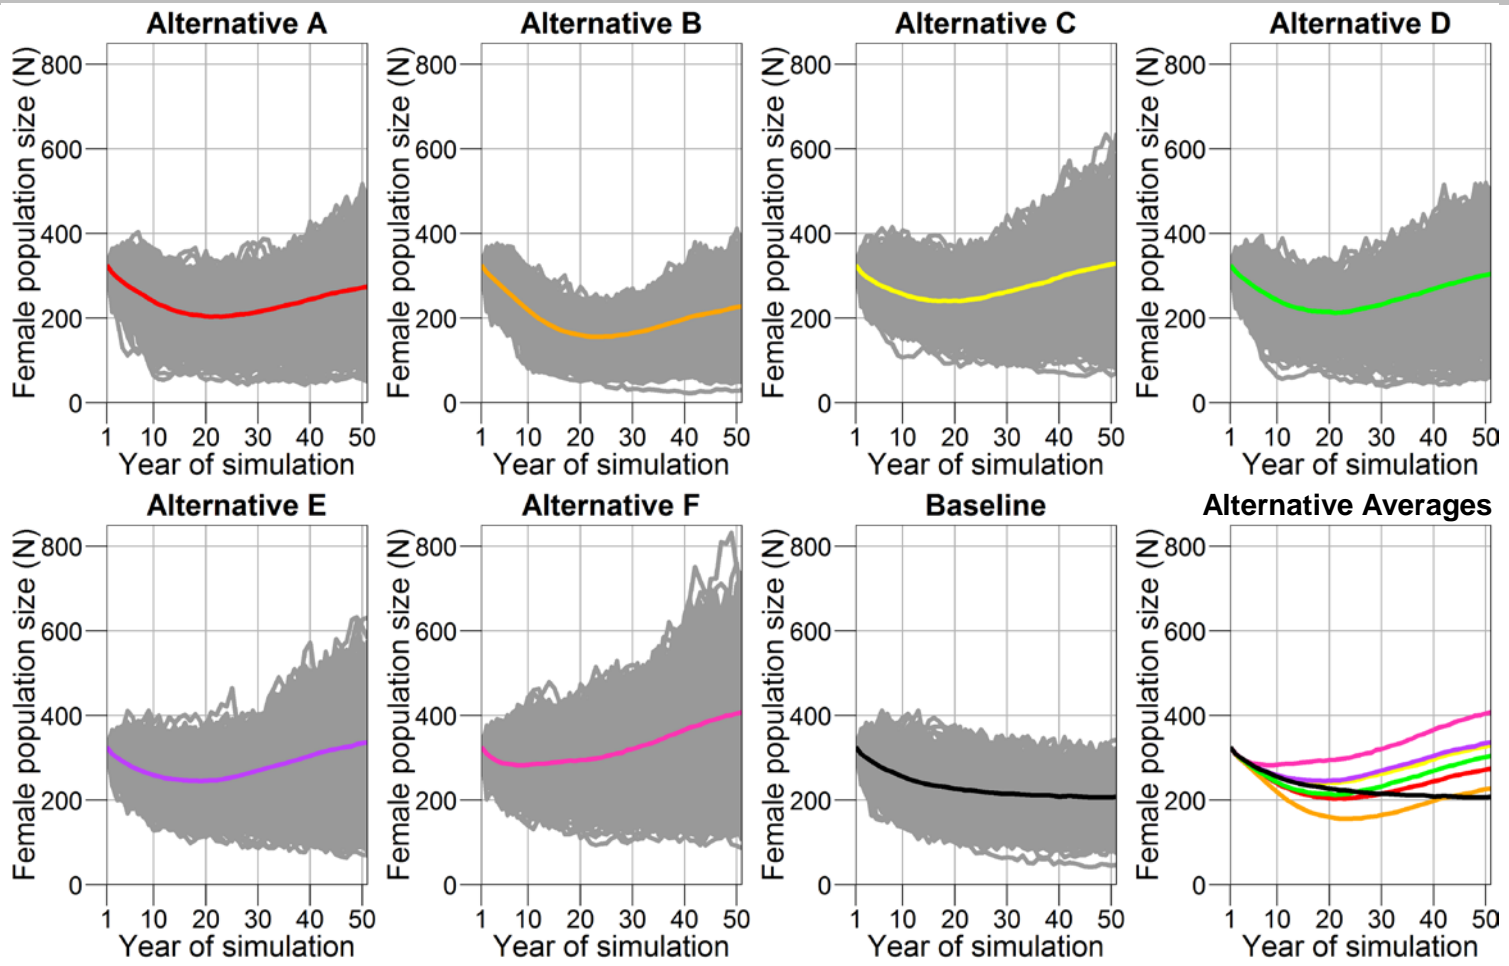 Alternative A
Female population size (N)
800
600
400
200
0
1 10 20 30 40 50
Year of simulation
Alternative B
Female population size (N)
800
600
400
200
0
1 10 20 30 40 50
Year of simulation
Alternative C
Female population size (N)
800
600
400
200
0
1 10 20 30 40 50
Year of simulation
Alternative D
Female population size (N)
800
600
400
200
0
1 10 20 30 40 50
Year of simulation
Alternative E
Female population size (N)
800
600
400
200
0
1 10 20 30 40 50
Year of simulation
Alternative F
Female population size (N)
800
600
400
200
0
1 10 20 30 40 50
Year of simulation
Baseline
Female population size (N)
800
600
400
200
0
1 10 20 30 40 50
Year of simulation
Alternative Averages
Female population size (N)
800
600
400
200
0
1 10 20 30 40 50
Year of simulation